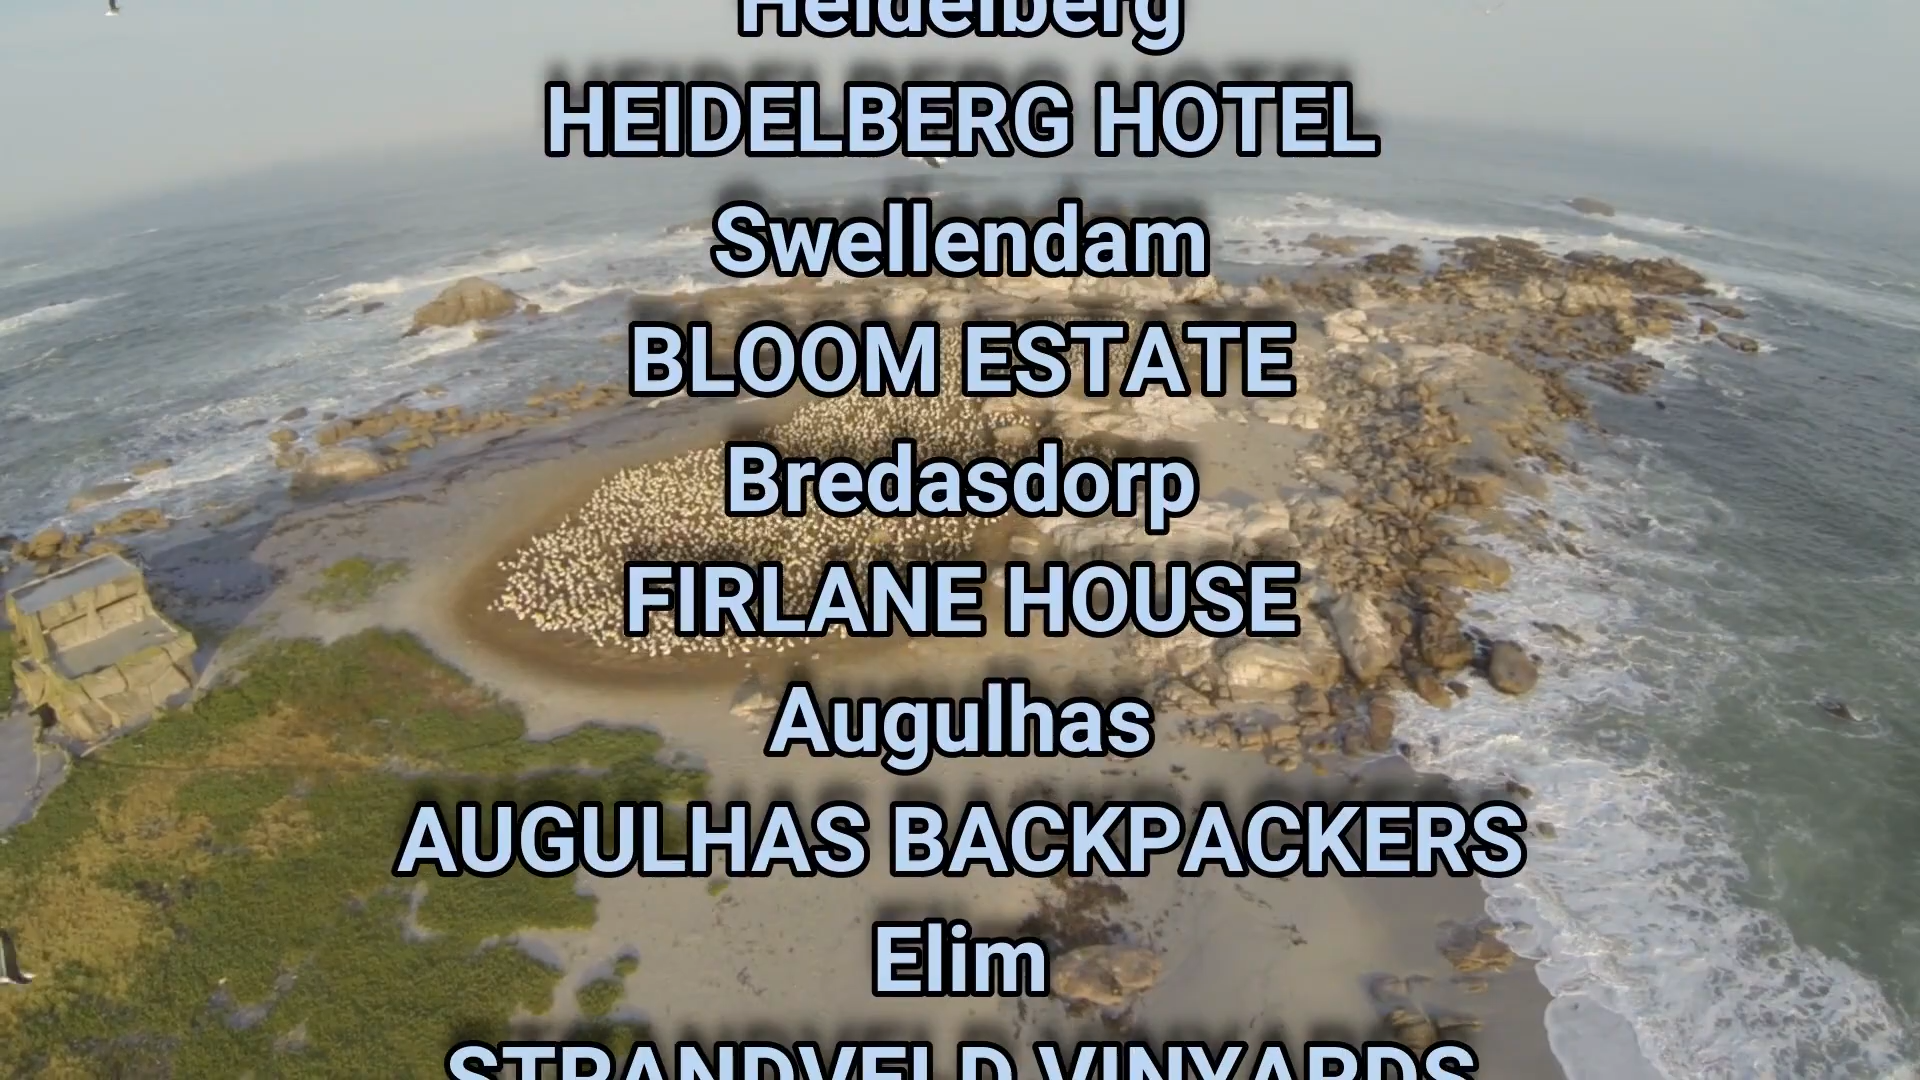 Heidelberg
HEIDELBERG HOTEL
Swellendam
BLOOM ESTATE
Bredasdorp
FIRLANE HOUSE
Augulhas
AUGULHAS BACKPACKERS
Elim
STRANDVELD VINYARDS